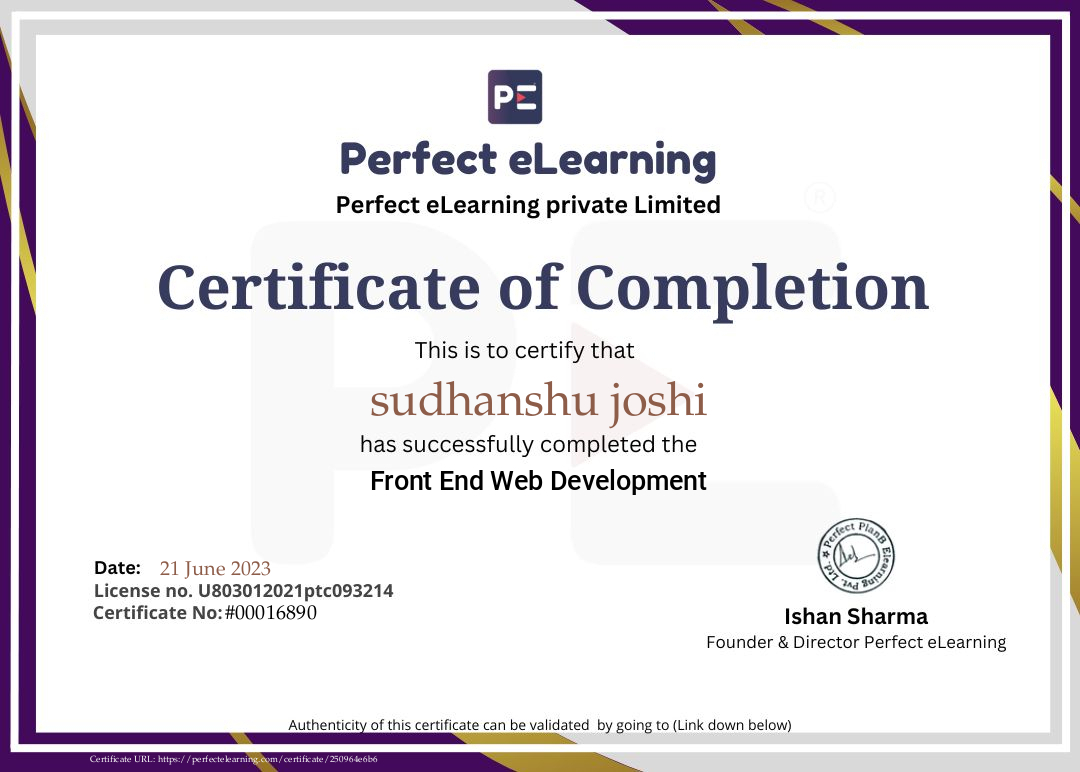 PE
Perfect eLearning
Perfect eLearning private Limited
®
Certificate of Completion
This is to certify that
sudhanshu joshi
has successfully completed the
Front End Web Development
Date: 21 June 2023
License no. U803012021ptc093214
Certificate No: #00016890
Perfect PlanB Elearning Pvt. Ltd.
Ishan Sharma
Founder & Director Perfect eLearning
Authenticity of this certificate can be validated by going to (Link down below)
Certificate URL: https://perfectelearning.com/certificate/250964e6b6